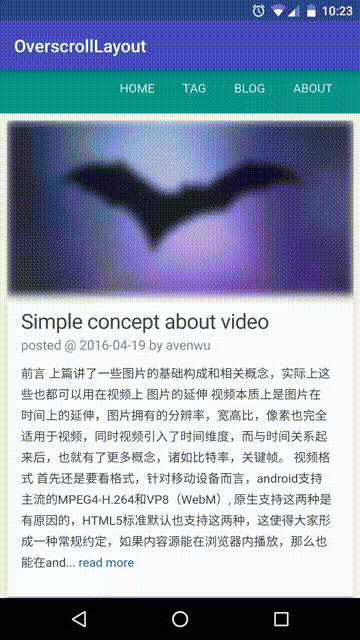 10:23
OverscrollLayout
HOME TAG BLOG ABOUT
Simple concept about video
posted @ 2016-04-19 by avenwu
前言 上篇讲了一些图片的基础构成和相关概念，实际上这
些也都可以用在视频上 图片的延伸 视频本质上是图片在
时间上的延伸，图片拥有的分辨率，宽高比，像素也完全
适用于视频，同时视频引入了时间维度，而与时间关系起
来后，也就有了更多概念，诸如比特率，关键帧。 视频格
式 首先还是要看格式，针对移动设备而言，android支持
主流的MPEG4-H.264和VP8（WebM）, 原生支持这两种是
有原因的，HTML5标准默认也支持这两种，这使得大家形
成一种常规约定，如果内容源能在浏览器内播放，那么也
能在and... read more